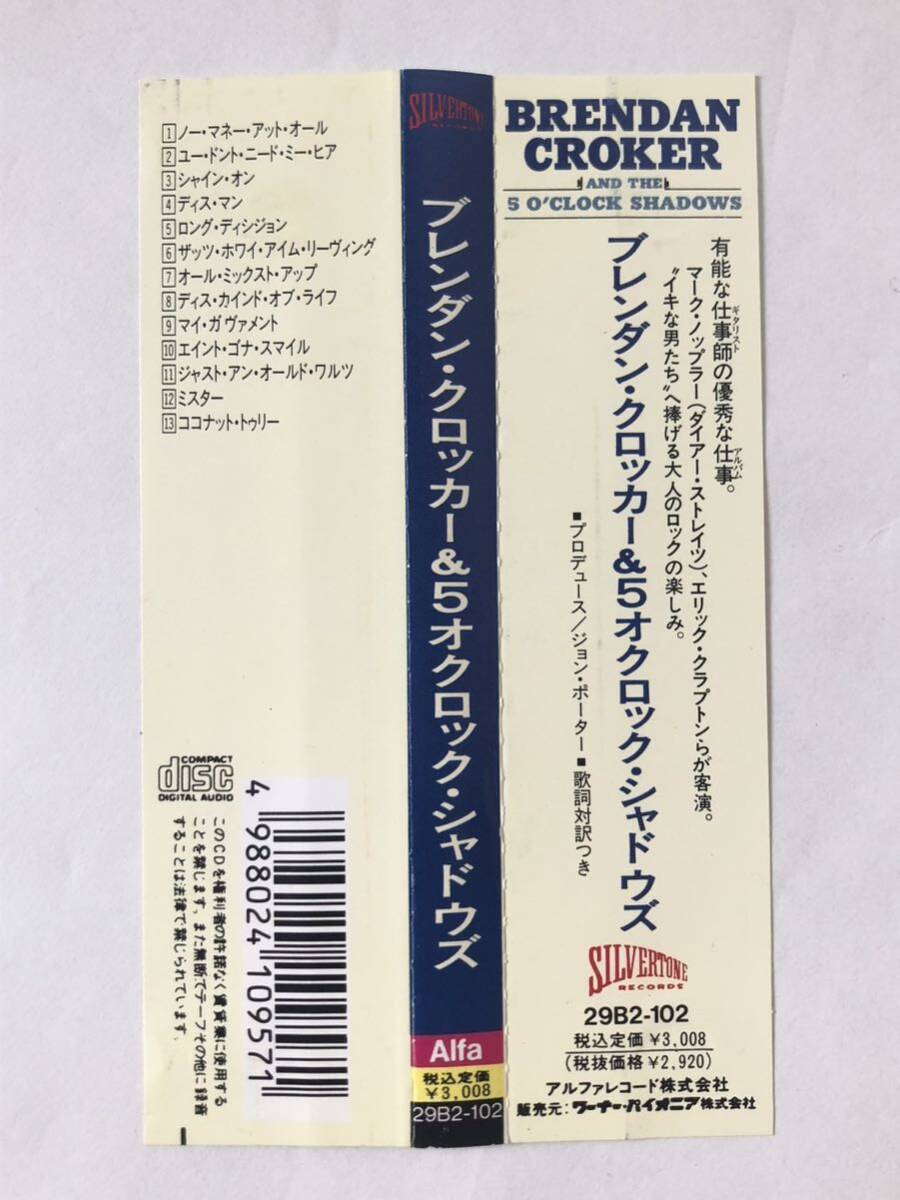 1 ノー・マネー・アット・オール
2 ユー・ドント・ニード・ミー・ヒア
3 シャイン・オン
4 ディス・マン
5 ロング・ディシジョン
6 ザッツ・ホワイ・アイム・リーヴィング
7 オール・ミックスト・アップ
8 ディス・カインド・オブ・ライフ
9 マイ・ガヴァメント
10 エイント・ゴナ・スマイル
11 ジャスト・アン・オールド・ワルツ
12 ミスター
13 ココナット・トゥリー
COMPACT
disc
DIGITAL AUDIO
4 988024 109571
このCDを権利者の許諾なく賃貸業に使用する
ことを禁じます。また無断でテープその他に録音
することは法律で禁じられています。
SILVERTONE
RECORDS
ブレンダン・クロッカー&5オクロック・シャドウズ
Alfa
税込定価
¥3,008
29B2-102
BRENDAN
CROKER
AND THE
5 O'CLOCK SHADOWS
有能な仕事師の優秀な仕事。
ギタリスト
アルバム
マーク・ノップラー(ダイアー・ストレイツ)、エリック・クラプトンらが客演。
"イキな男たち"へ捧げる大人のロックの楽しみ。
ブレンダン・クロッカー&5オクロック・シャドウズ
■プロデュース/ジョン・ポーター■歌詞対訳つき
SILVERTONE
RECORDS
29B2-102
税込定価¥3,008
(税抜価格¥2,920)
アルファレコード株式会社
販売元:ワーナー・パイオニア株式会社